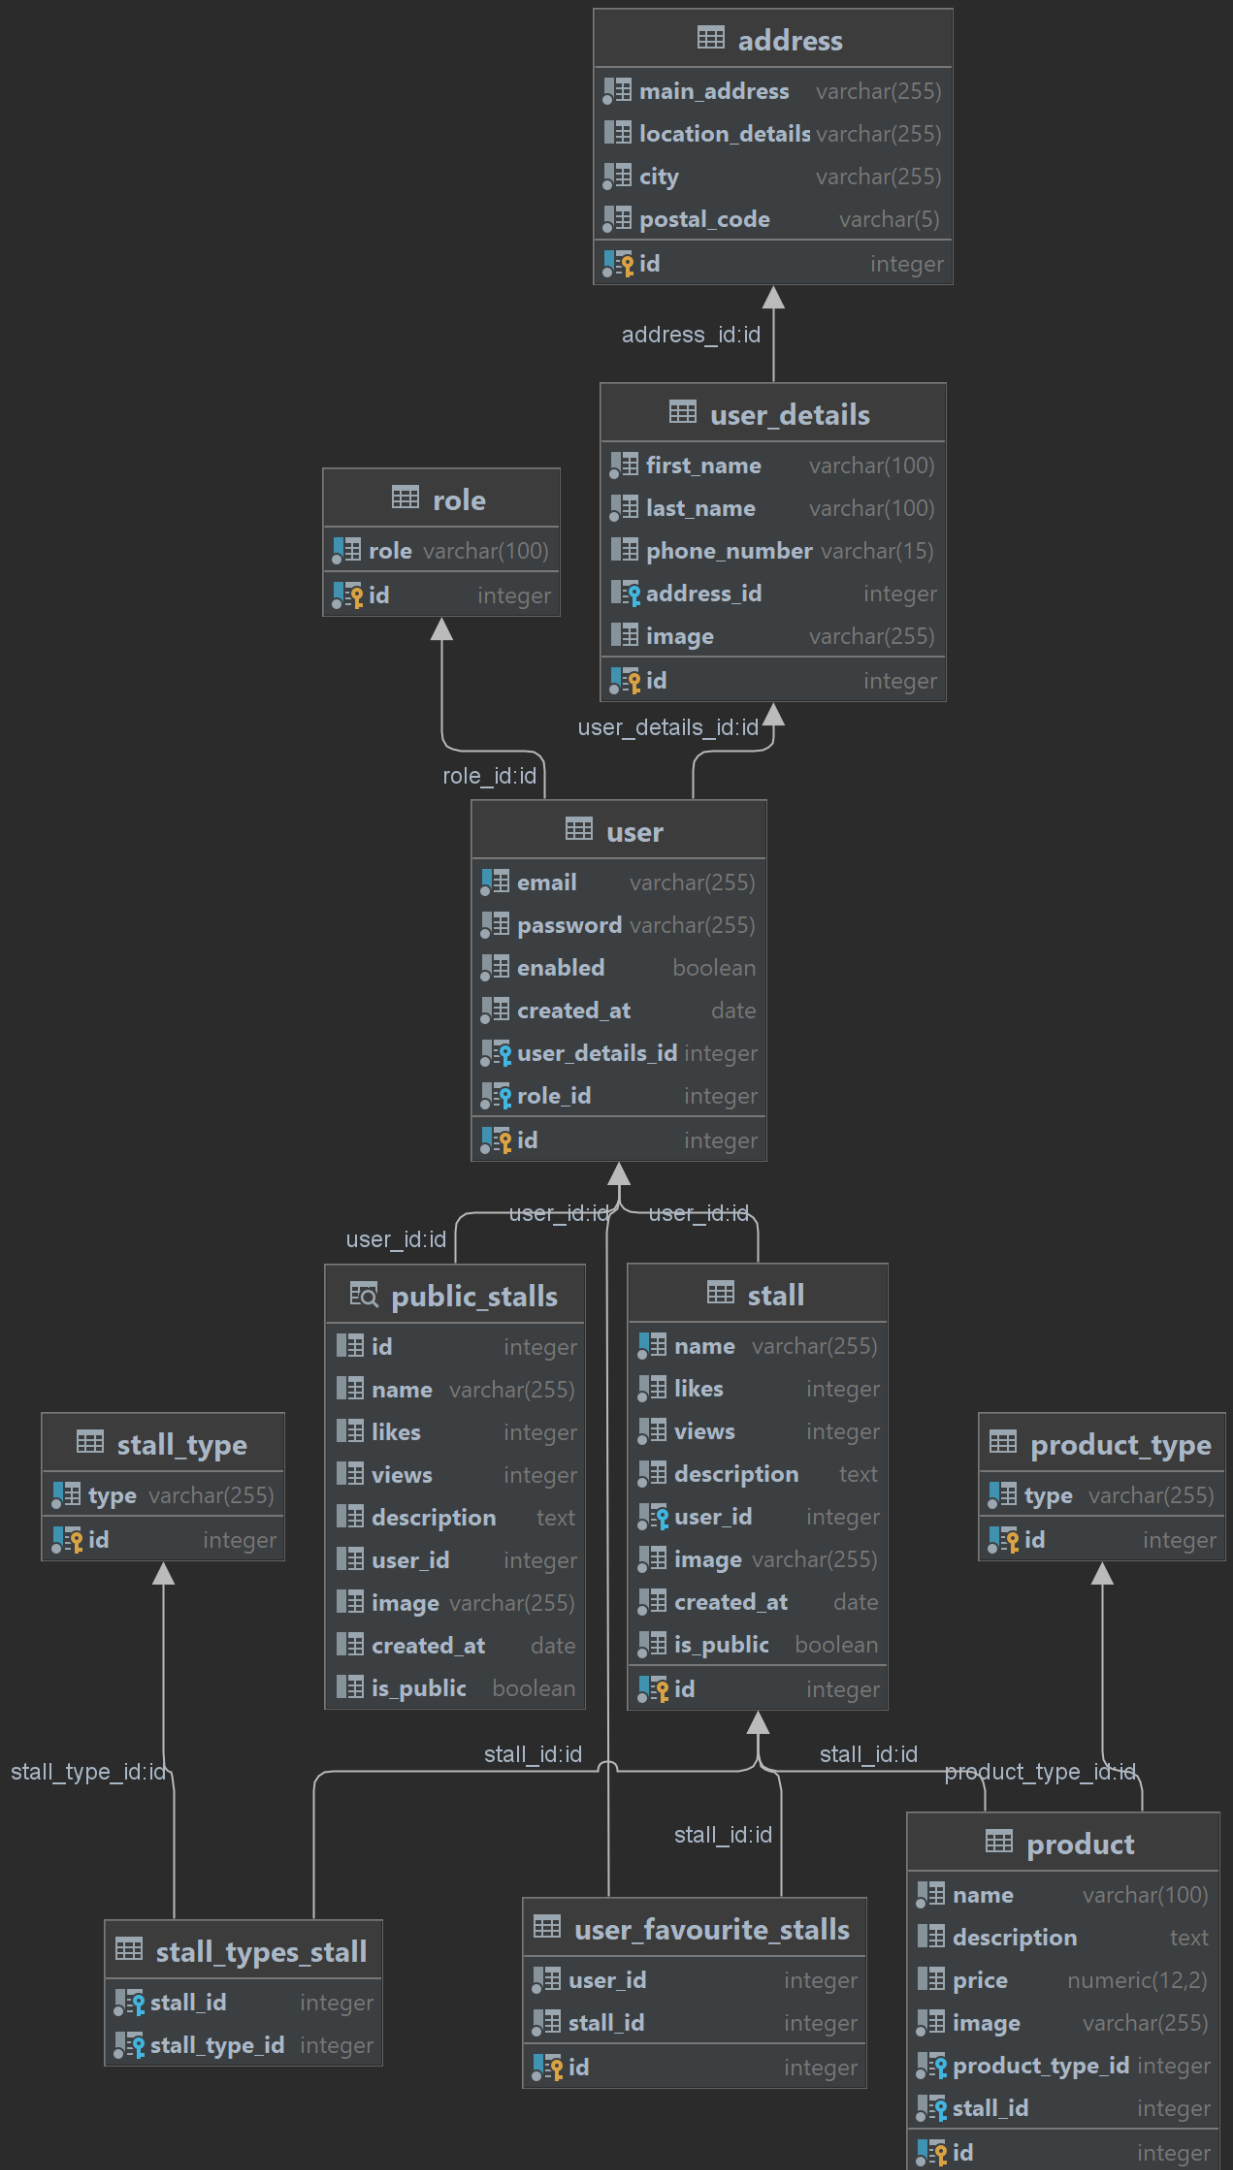 address
main_address varchar(255)
location_details varchar(255)
city varchar(255)
postal_code varchar(5)
id integer
address_id:id
user_details
first_name varchar(100)
last_name varchar(100)
phone_number varchar(15)
address_id integer
image varchar(255)
id integer
role
role varchar(100)
id integer
user_details_id:id
role_id:id
user
email varchar(255)
password varchar(255)
enabled boolean
created_at date
user_details_id integer
role_id integer
id integer
user_id:id
user_id:id
user_id:id
public_stalls
id integer
name varchar(255)
likes integer
views integer
description text
user_id integer
image varchar(255)
created_at date
is_public boolean
stall
name varchar(255)
likes integer
views integer
description text
user_id integer
image varchar(255)
created_at date
is_public boolean
id integer
stall_type
type varchar(255)
id integer
product_type
type varchar(255)
id integer
stall_type_id:id
stall_id:id
stall_id:id
product_type_id:id
stall_id:id
stall_types_stall
stall_id integer
stall_type_id integer
user_favourite_stalls
user_id integer
stall_id integer
id integer
product
name varchar(100)
description text
price numeric(12,2)
image varchar(255)
product_type_id integer
stall_id integer
id integer